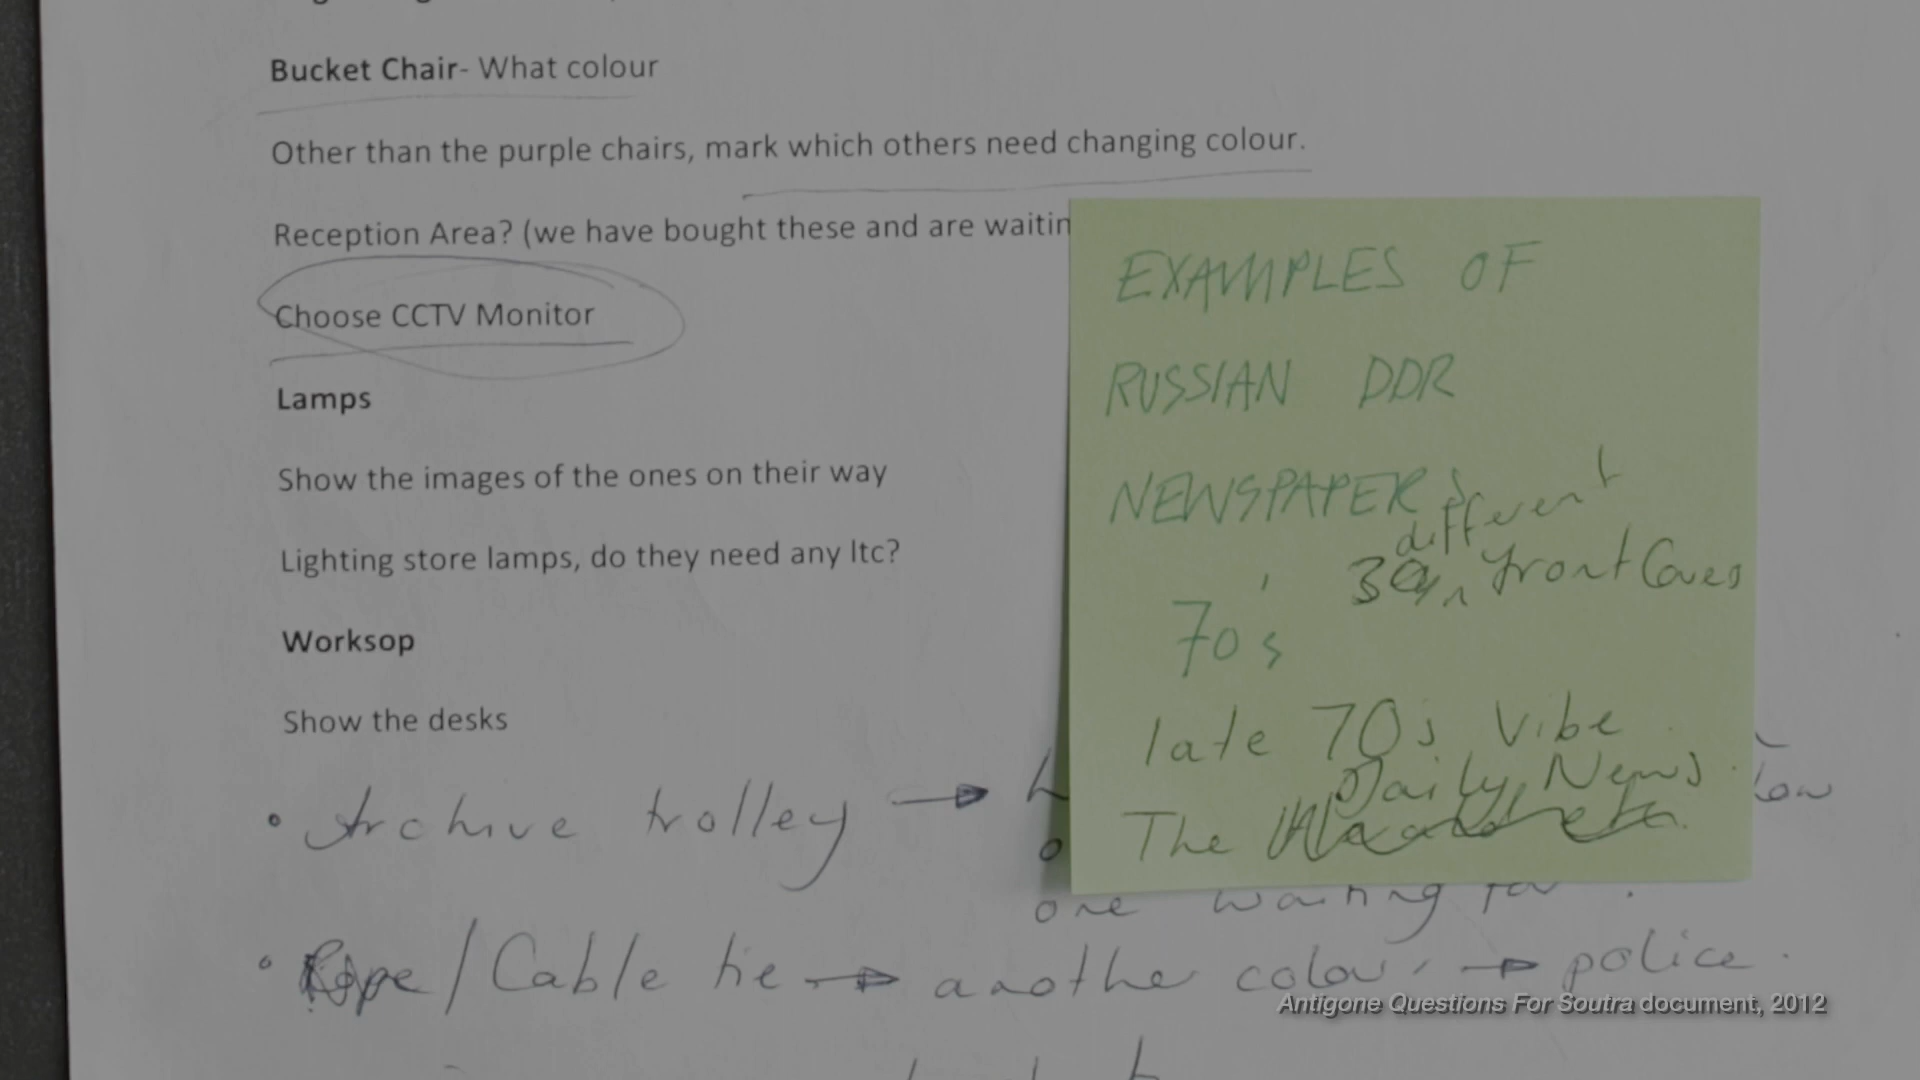 Bucket Chair- What colour
Other than the purple chairs, mark which others need changing colour.
Reception Area? (we have bought these and are waitin
Choose CCTV Monitor
Lamps
Show the images of the ones on their way
Lighting store lamps, do they need any ltc?
Worksop
Show the desks
• Archive trolley →
one waiting for.
• Rope/Cable tie → another colour → police.
EXAMPLES OF
RUSSIAN DDR
NEWSPAPERS
different
3 front Covers
70's
late 70s Vibe
Daily News.
The
Antigone Questions For Soutra document, 2012